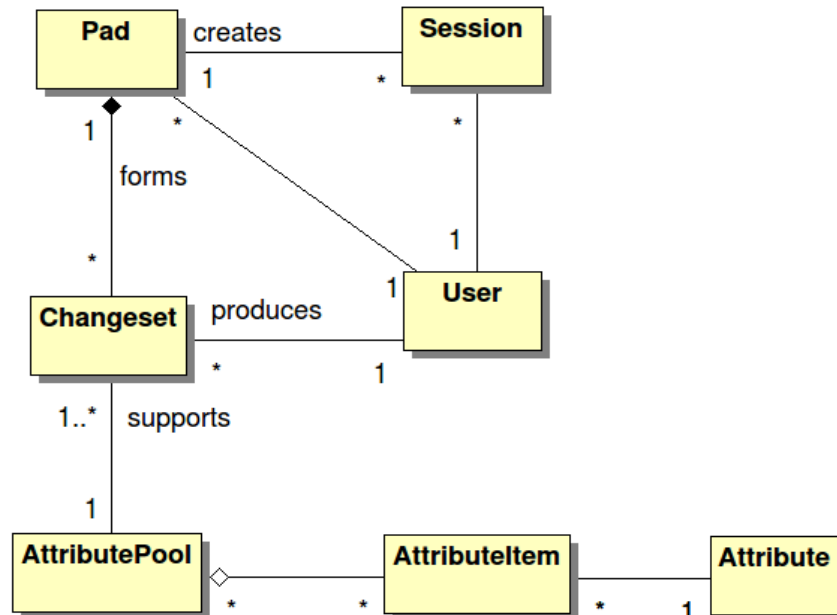 Pad
creates
Session
1
*
1
*
*
forms
1
*
1
User
Changeset
produces
*
1
1..*
supports
1
AttributePool
AttributeItem
Attribute
*
*
*
1